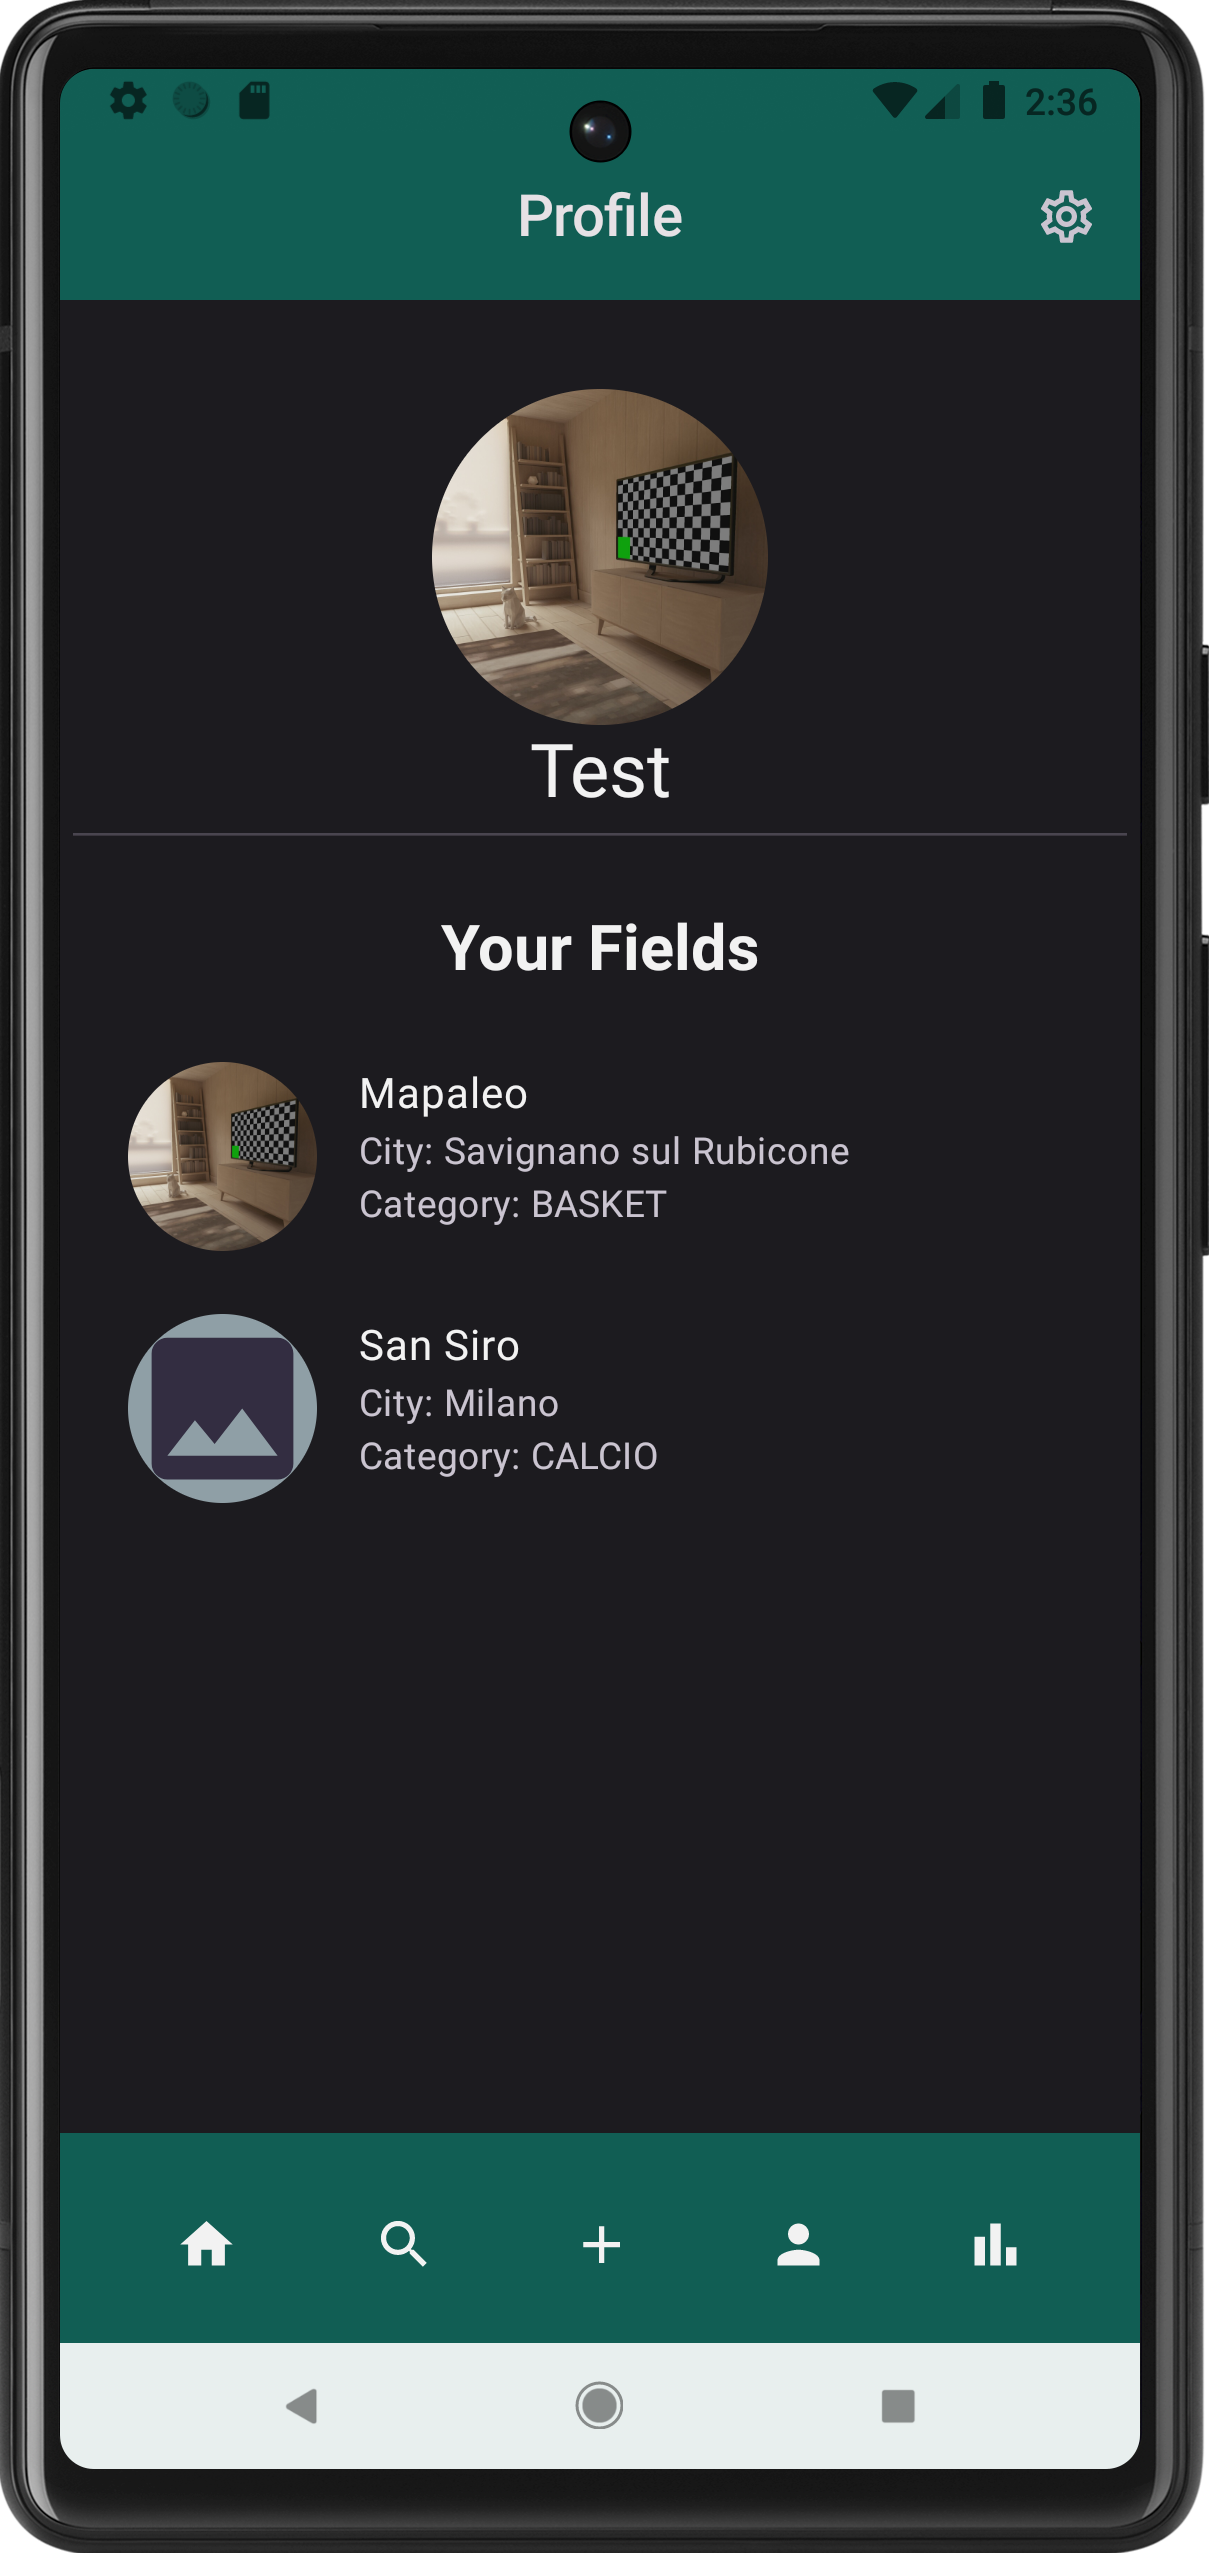 2:36
Profile
Test
Your Fields
Mapaleo
City: Savignano sul Rubicone
Category: BASKET
San Siro
City: Milano
Category: CALCIO